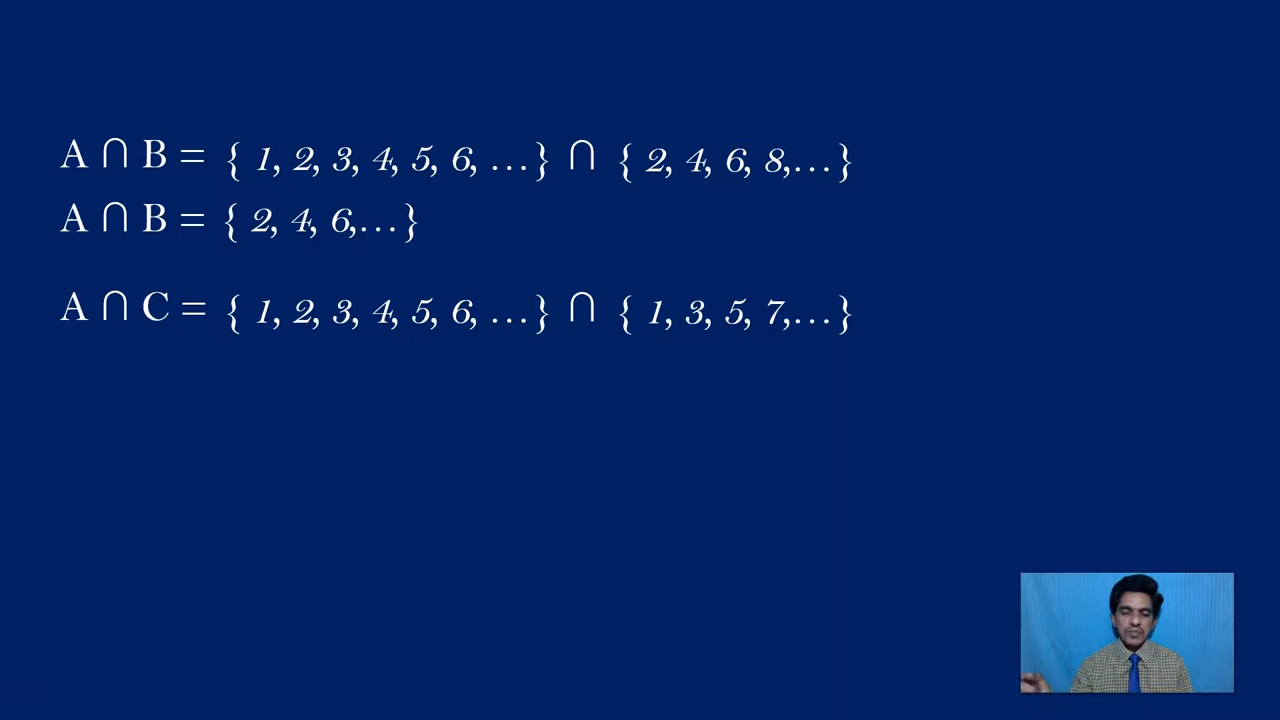 A ∩ B = { 1, 2, 3, 4, 5, 6, ...} ∩ { 2, 4, 6, 8,...}
A ∩ B = { 2, 4, 6,...}
A ∩ C = { 1, 2, 3, 4, 5, 6, ...} ∩ { 1, 3, 5, 7,...}